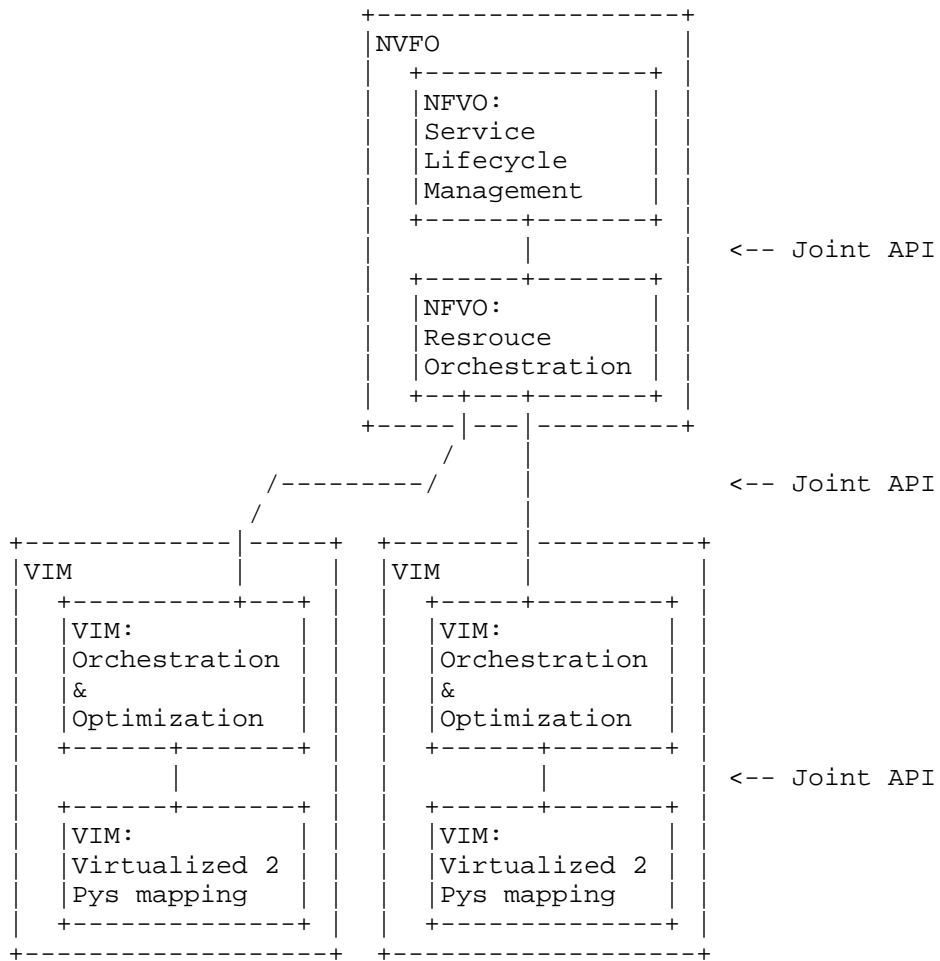 NVFO
NFVO:
Service
Lifecycle
Management
<-- Joint API
NFVO:
Resrouce
Orchestration
<-- Joint API
VIM
VIM
VIM:
Orchestration
&
Optimization
VIM:
Orchestration
&
Optimization
<-- Joint API
VIM:
Virtualized 2
Pys mapping
VIM:
Virtualized 2
Pys mapping